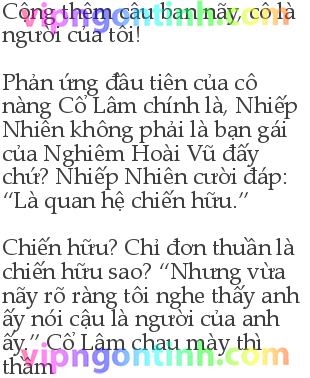 Cộng thêm câu ban nãy, cô là
người của tôi!
Phản ứng đầu tiên của cô
nàng Cổ Lâm chính là, Nhiếp
Nhiên không phải là bạn gái
của Nghiêm Hoài Vũ đấy
chứ? Nhiếp Nhiên cười đáp:
“Là quan hệ chiến hữu.”
Chiến hữu? Chỉ đơn thuần là
chiến hữu sao? “Nhưng vừa
nãy rõ ràng tôi nghe thấy anh
ấy nói cậu là người của anh
ấy.” Cổ Lâm chau mày thì
thầm
vipngontinh.com
vipngontinh.com